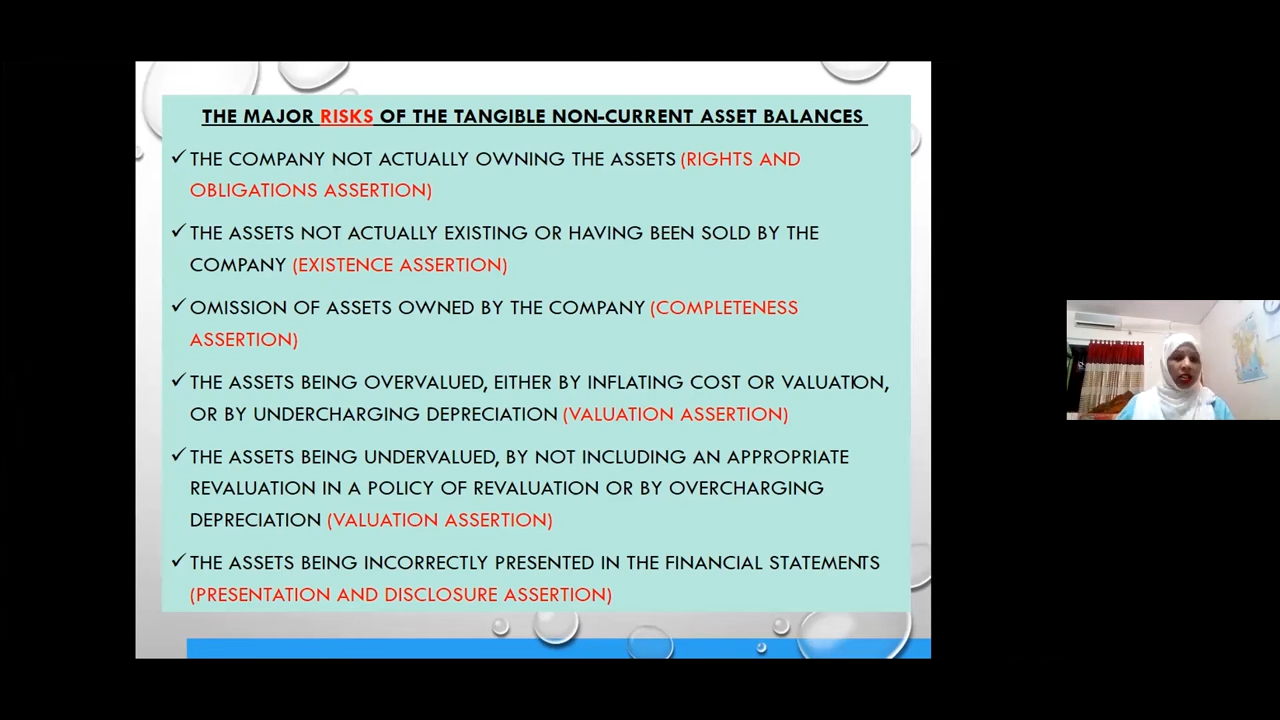 THE MAJOR RISKS OF THE TANGIBLE NON-CURRENT ASSET BALANCES
✓ THE COMPANY NOT ACTUALLY OWNING THE ASSETS (RIGHTS AND
OBLIGATIONS ASSERTION)
✓ THE ASSETS NOT ACTUALLY EXISTING OR HAVING BEEN SOLD BY THE
COMPANY (EXISTENCE ASSERTION)
✓ OMISSION OF ASSETS OWNED BY THE COMPANY (COMPLETENESS
ASSERTION)
✓ THE ASSETS BEING OVERVALUED, EITHER BY INFLATING COST OR VALUATION,
OR BY UNDERCHARGING DEPRECIATION (VALUATION ASSERTION)
✓ THE ASSETS BEING UNDERVALUED, BY NOT INCLUDING AN APPROPRIATE
REVALUATION IN A POLICY OF REVALUATION OR BY OVERCHARGING
DEPRECIATION (VALUATION ASSERTION)
✓ THE ASSETS BEING INCORRECTLY PRESENTED IN THE FINANCIAL STATEMENTS
(PRESENTATION AND DISCLOSURE ASSERTION)